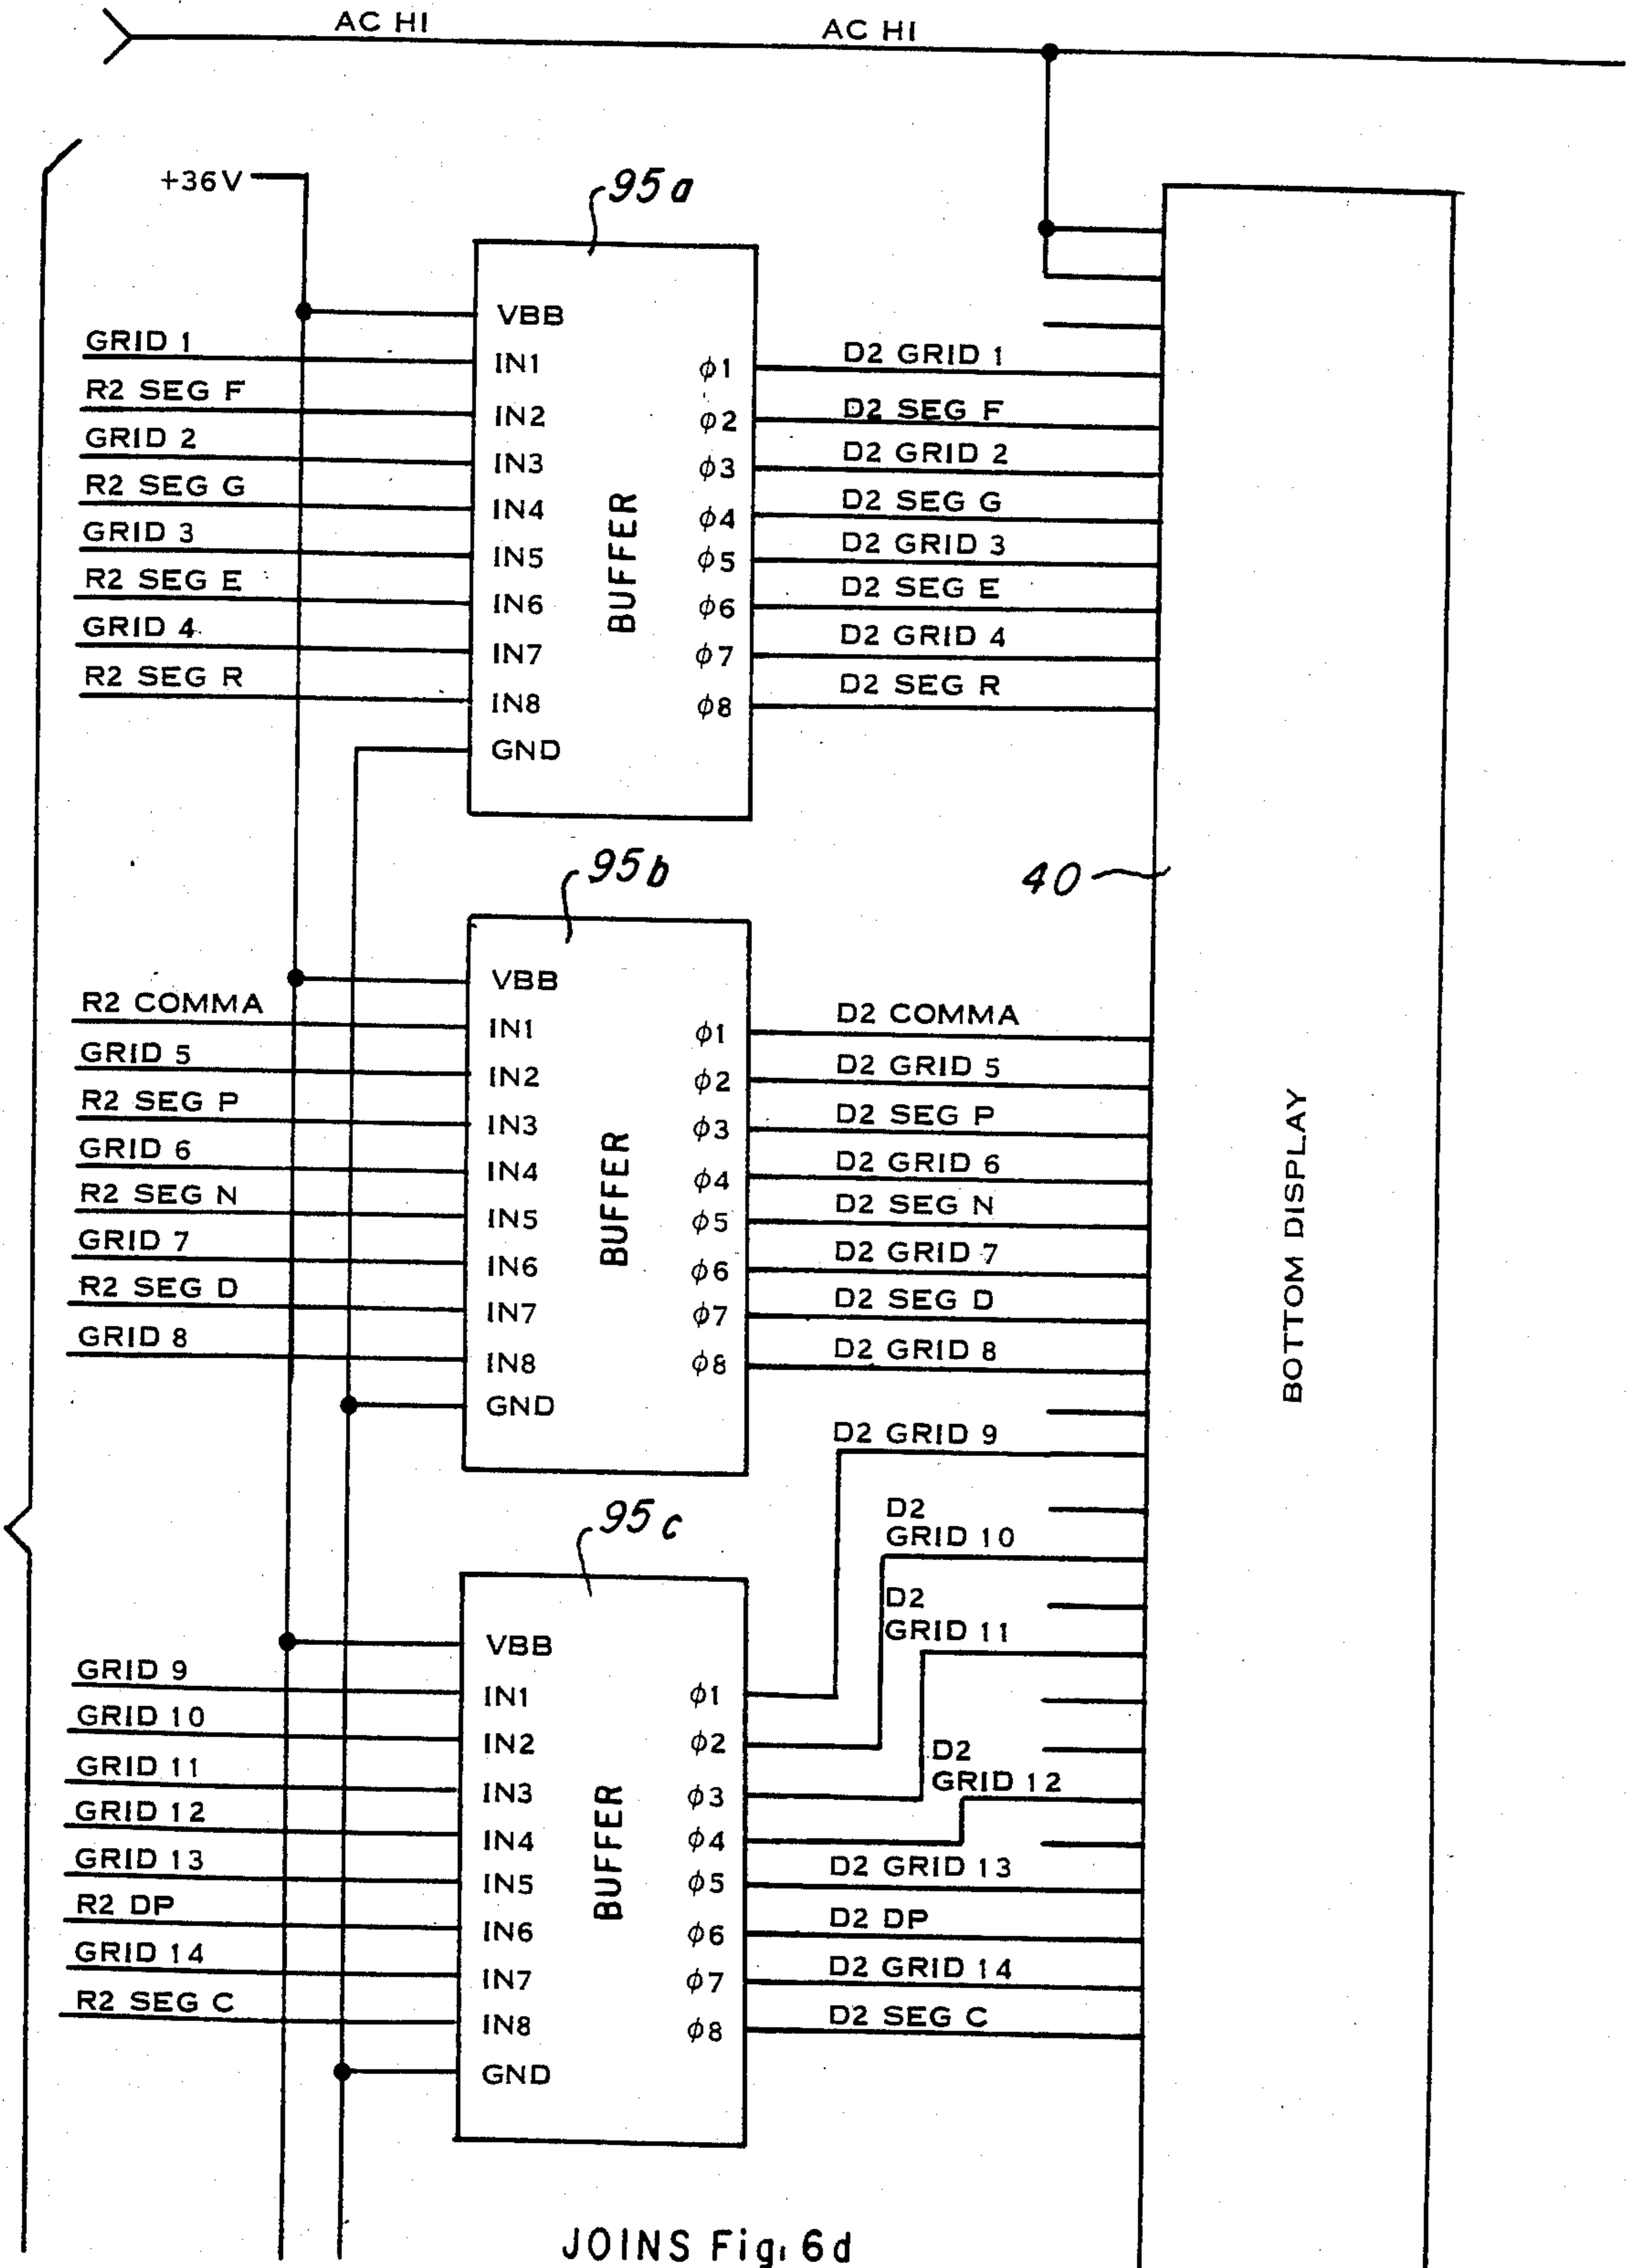 AC HI
AC HI
+36V
95a
VBB
GRID 1
IN1
φ1
D2 GRID 1
R2 SEG F
IN2
φ2
D2 SEG F
GRID 2
IN3
φ3
D2 GRID 2
R2 SEG G
IN4
φ4
D2 SEG G
GRID 3
IN5
φ5
D2 GRID 3
R2 SEG E
IN6
φ6
D2 SEG E
GRID 4
IN7
φ7
D2 GRID 4
R2 SEG R
IN8
φ8
D2 SEG R
GND
BUFFER
95b
40
VBB
R2 COMMA
IN1
φ1
D2 COMMA
GRID 5
IN2
φ2
D2 GRID 5
R2 SEG P
IN3
φ3
D2 SEG P
GRID 6
IN4
φ4
D2 GRID 6
R2 SEG N
IN5
φ5
D2 SEG N
GRID 7
IN6
φ6
D2 GRID 7
R2 SEG D
IN7
φ7
D2 SEG D
GRID 8
IN8
φ8
D2 GRID 8
GND
BUFFER
BOTTOM DISPLAY
D2 GRID 9
95c
D2
GRID 10
D2
GRID 11
VBB
GRID 9
IN1
φ1
GRID 10
IN2
φ2
D2
GRID 12
GRID 11
IN3
φ3
GRID 12
IN4
φ4
GRID 13
IN5
φ5
D2 GRID 13
R2 DP
IN6
φ6
D2 DP
GRID 14
IN7
φ7
D2 GRID 14
R2 SEG C
IN8
φ8
D2 SEG C
GND
BUFFER
JOINS Fig. 6d